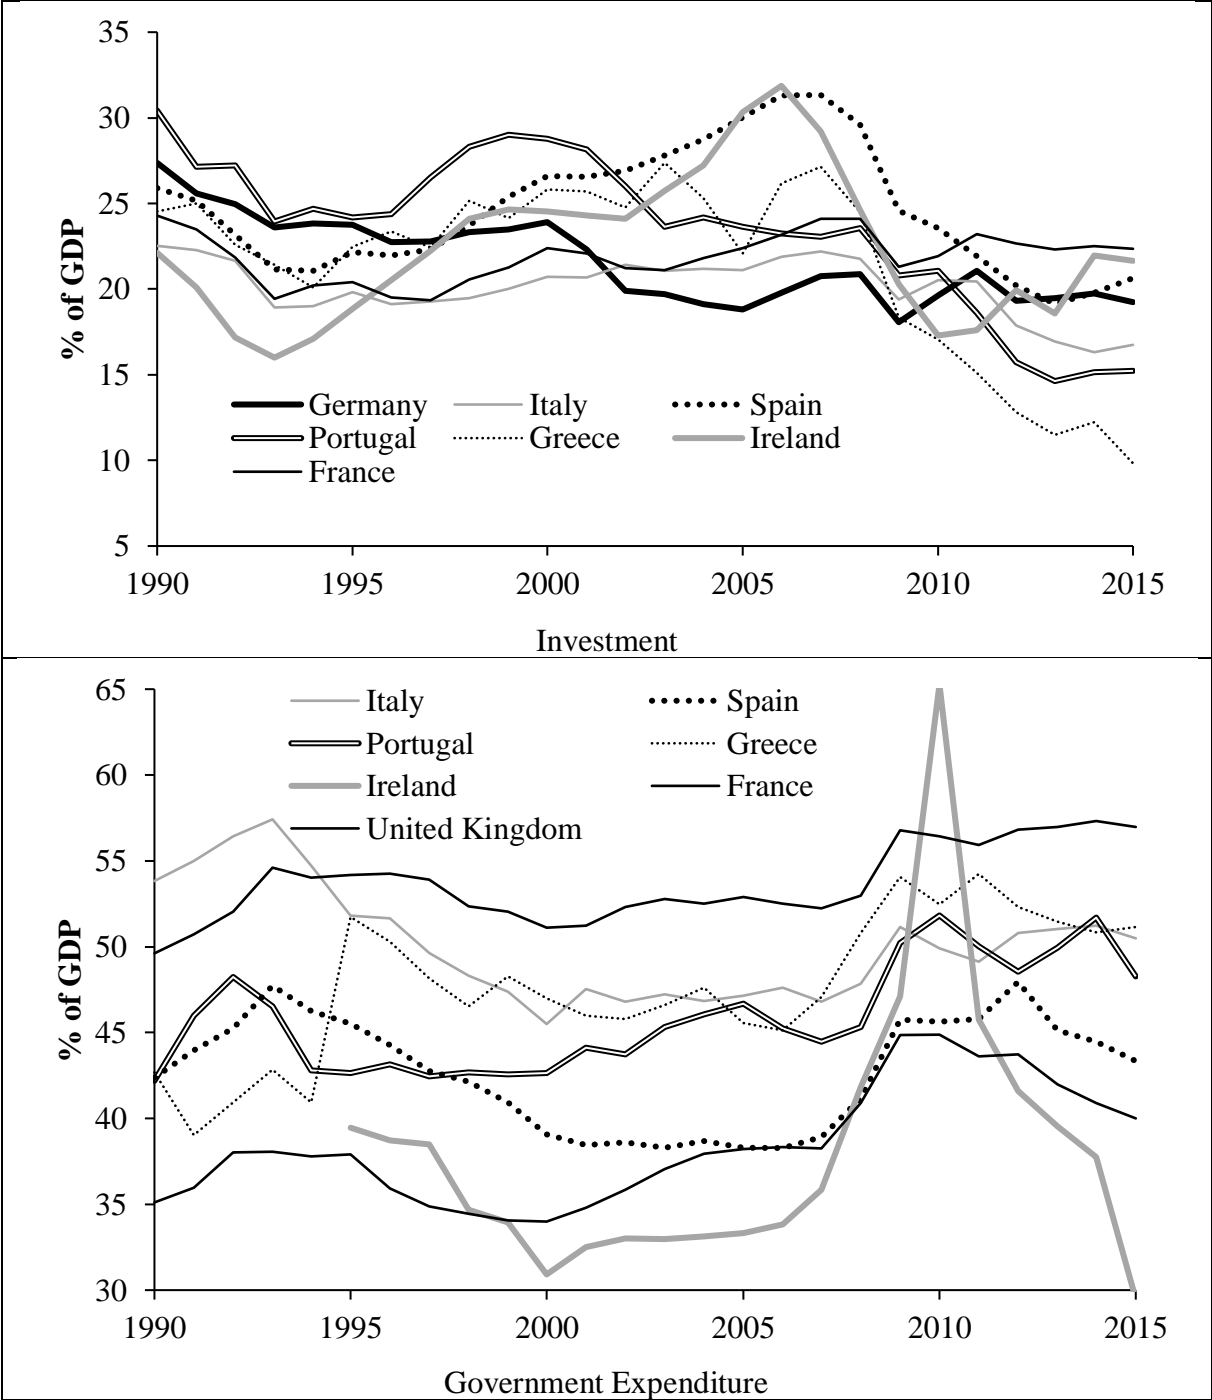 35
30
25
20
15
10
5
% of GDP
Germany Italy Spain
Portugal Greece Ireland
France
1990 1995 2000 2005 2010 2015
Investment
65
60
55
50
45
40
35
30
% of GDP
Italy Spain
Portugal Greece
Ireland France
United Kingdom
1990 1995 2000 2005 2010 2015
Government Expenditure